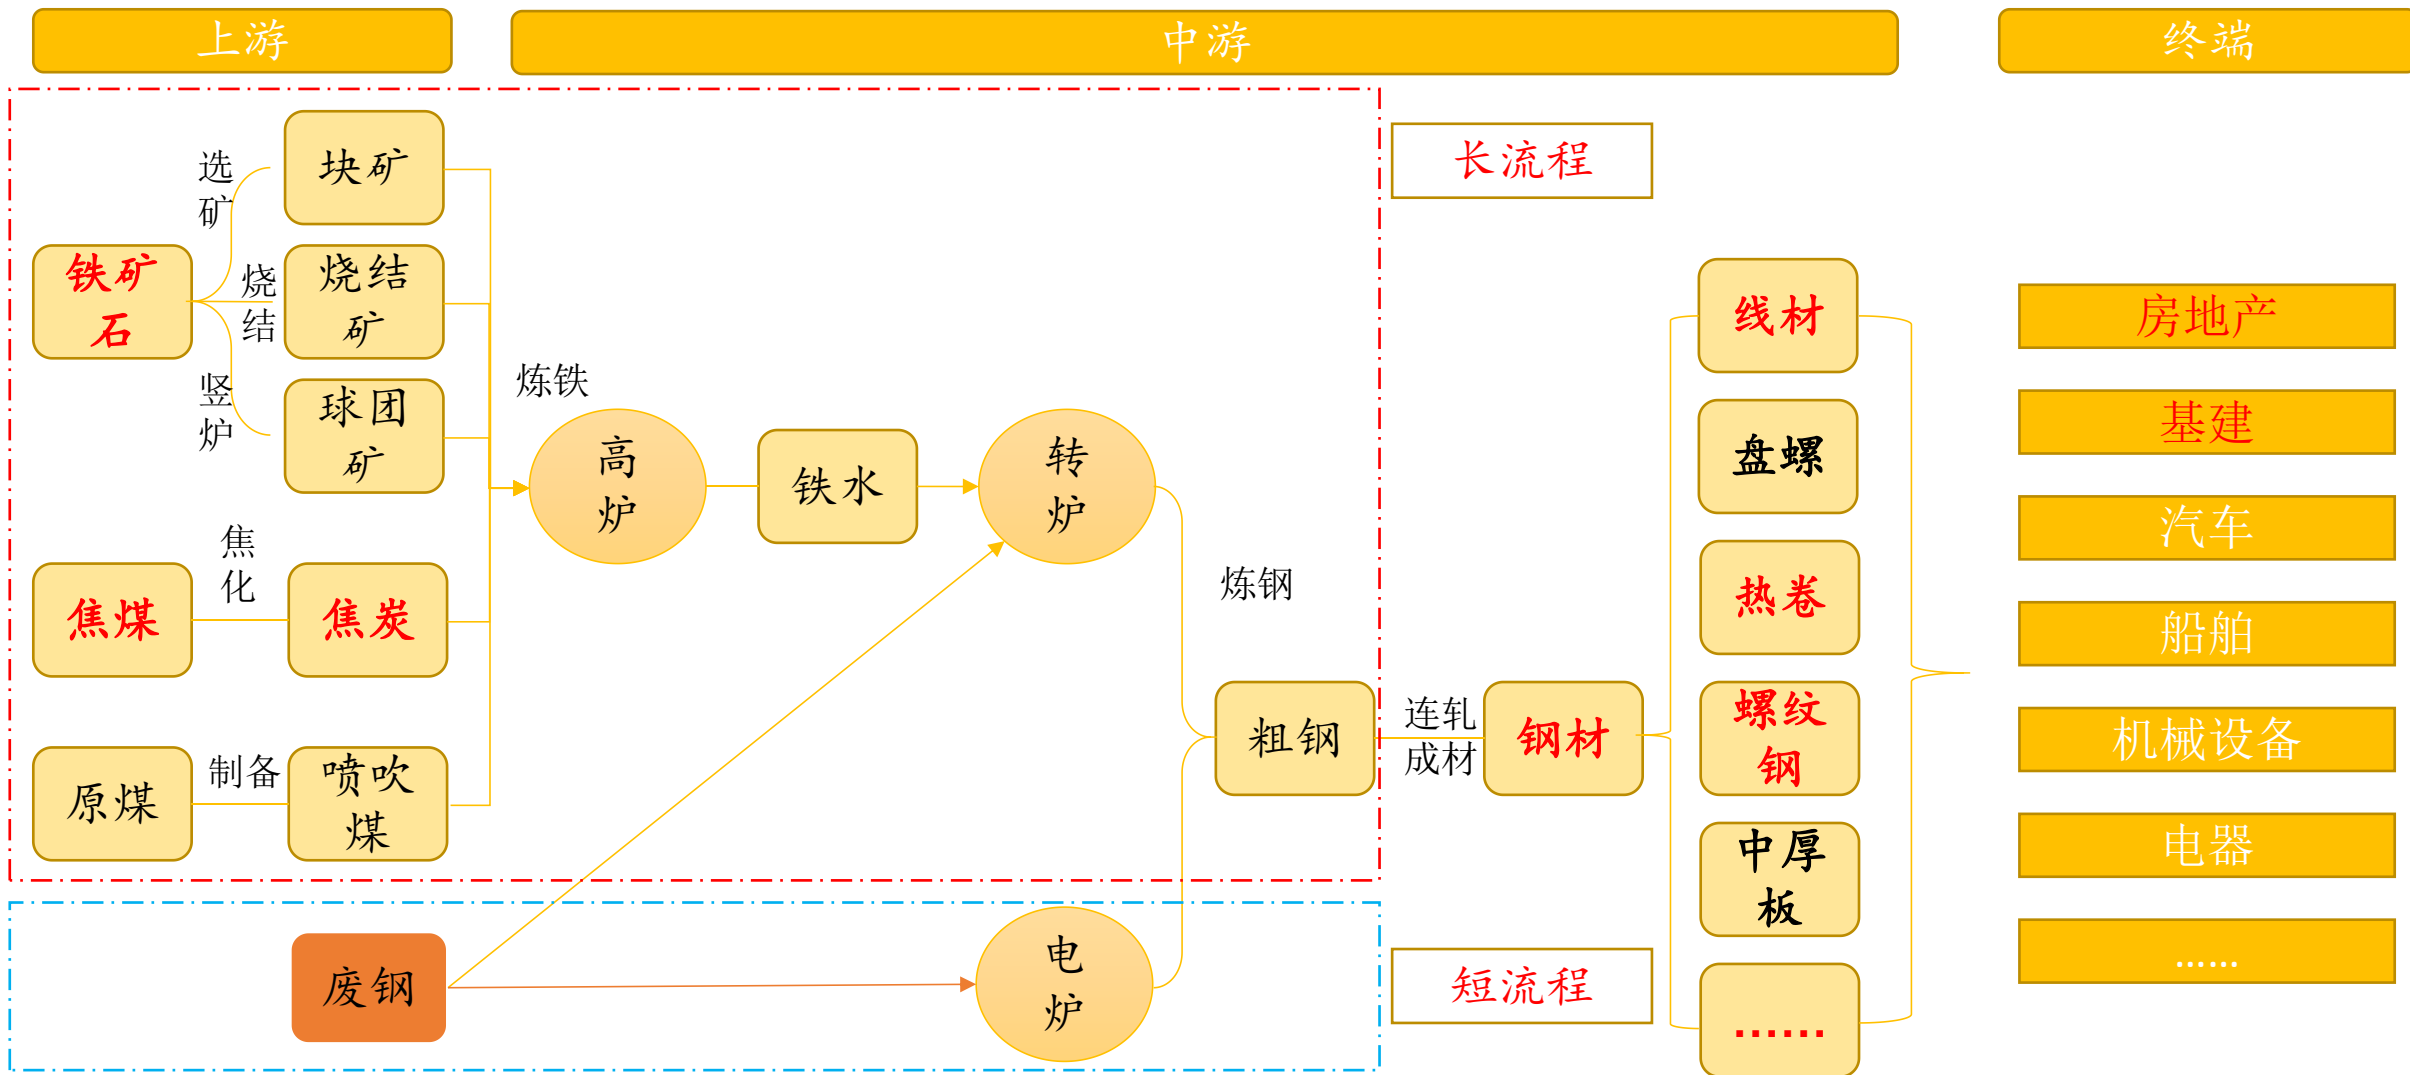 上游
中游
终端
长流程
选
矿
块矿
铁矿
石
烧
结
烧结
矿
竖
炉
球团
矿
焦煤
焦
化
焦炭
原煤
制备
喷吹
煤
炼铁
高
炉
铁水
转
炉
炼钢
粗钢
连轧
成材
钢材
线材
盘螺
热卷
螺纹
钢
中厚
板
……
房地产
基建
汽车
船舶
机械设备
电器
……
废钢
电
炉
短流程